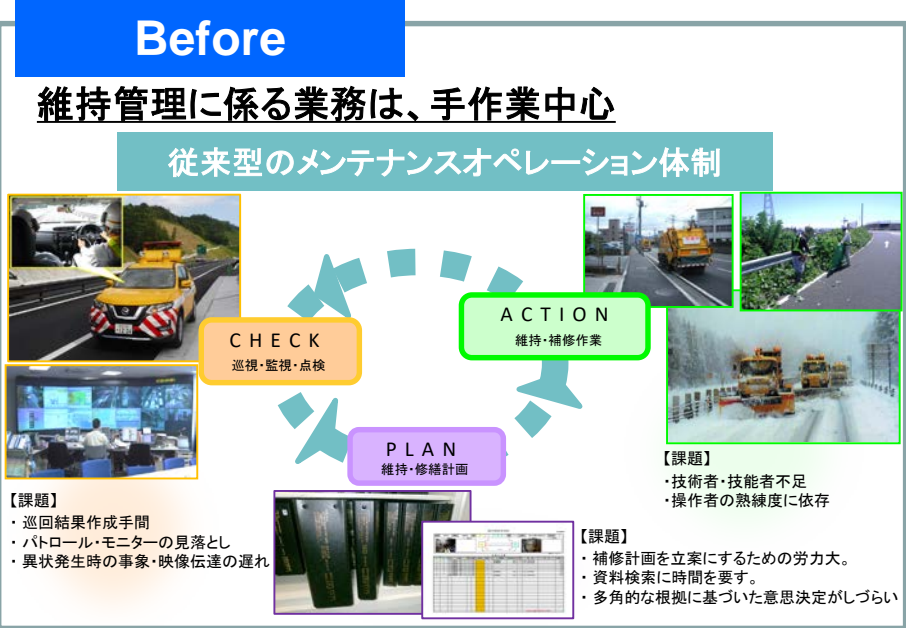 Before
維持管理に係る業務は、手作業中心
従来型のメンテナンスオペレーション体制
CHECK
巡視・監視・点検
ACTION
維持・補修作業
PLAN
維持・修繕計画
【課題】
・巡回結果作成手間
・パトロール・モニターの見落とし
・異状発生時の事象・映像伝達の遅れ
【課題】
・技術者・技能者不足
・操作者の熟練度に依存
【課題】
・補修計画を立案にするための労力大。
・資料検索に時間を要す。
・多角的な根拠に基づいた意思決定がしづらい